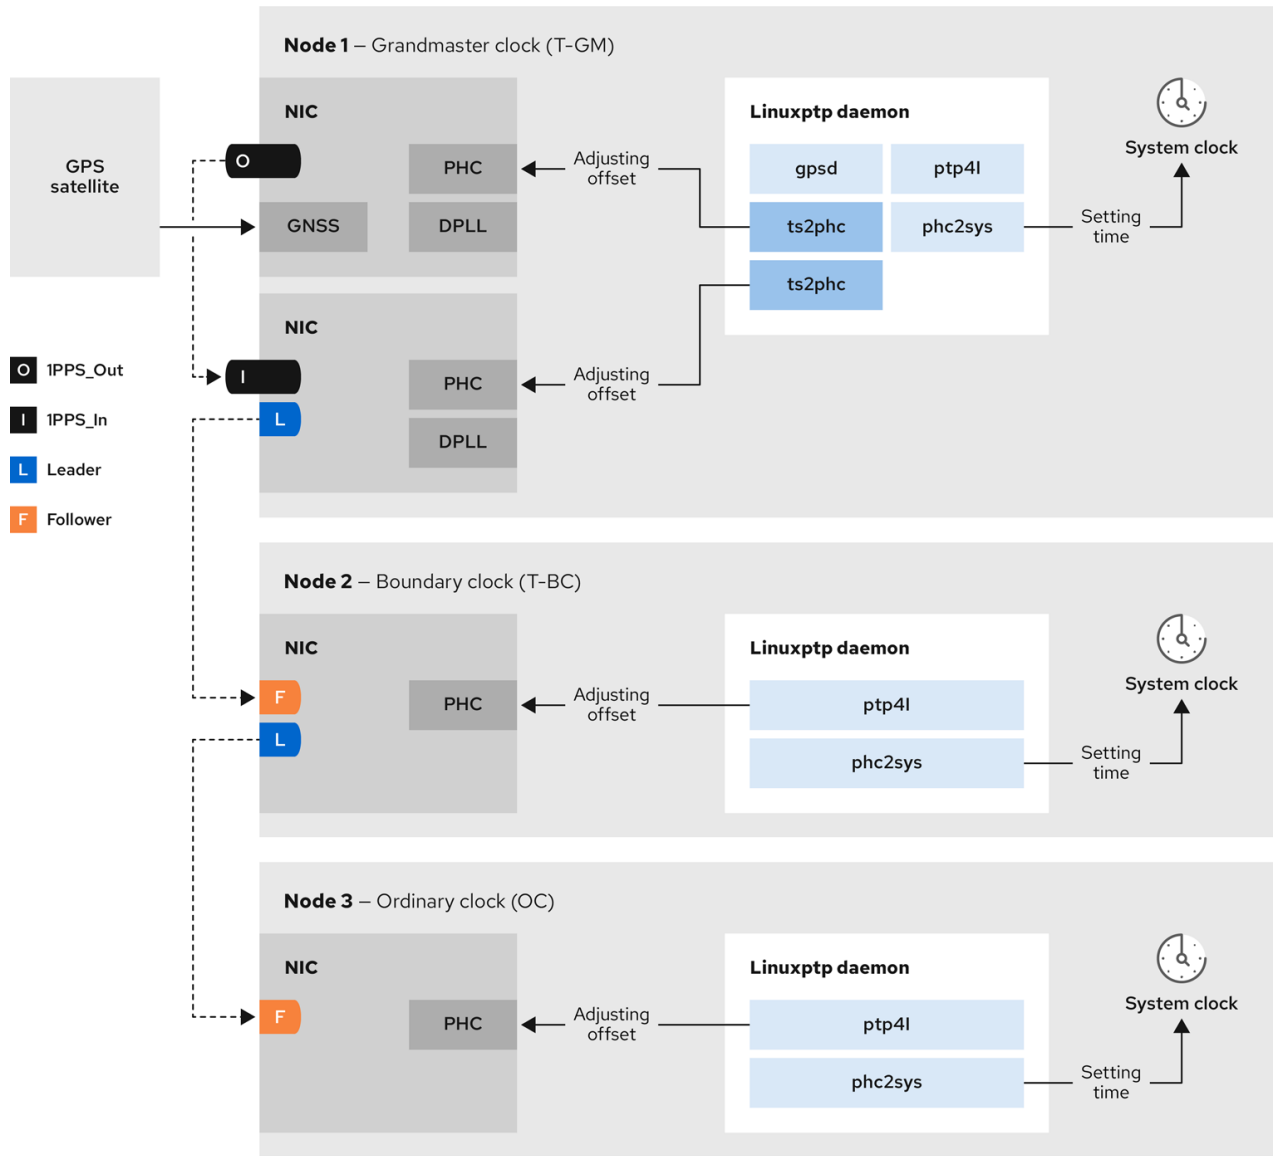 Node 1 – Grandmaster clock (T-GM)
GPS
satellite
NIC
O
GNSS
PHC
DPLL
Adjusting
offset
Linuxptp daemon
gpsd
ptp4l
ts2phc
phc2sys
ts2phc
Setting
time
System clock
NIC
I
L
PHC
DPLL
Adjusting
offset
O 1PPS_Out
I 1PPS_In
L Leader
F Follower
Node 2 – Boundary clock (T-BC)
NIC
F
L
PHC
Adjusting
offset
Linuxptp daemon
ptp4l
phc2sys
Setting
time
System clock
Node 3 – Ordinary clock (OC)
NIC
F
PHC
Adjusting
offset
Linuxptp daemon
ptp4l
phc2sys
Setting
time
System clock